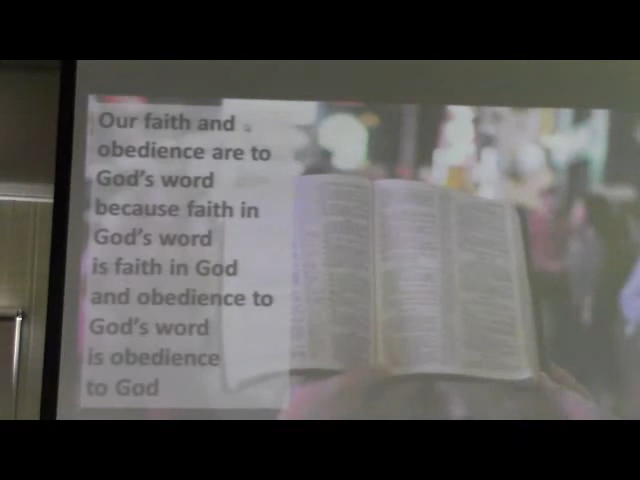 Our faith and
obedience are to
God's word
because faith in
God's word
is faith in God
and obedience to
God's word
is obedience
to God